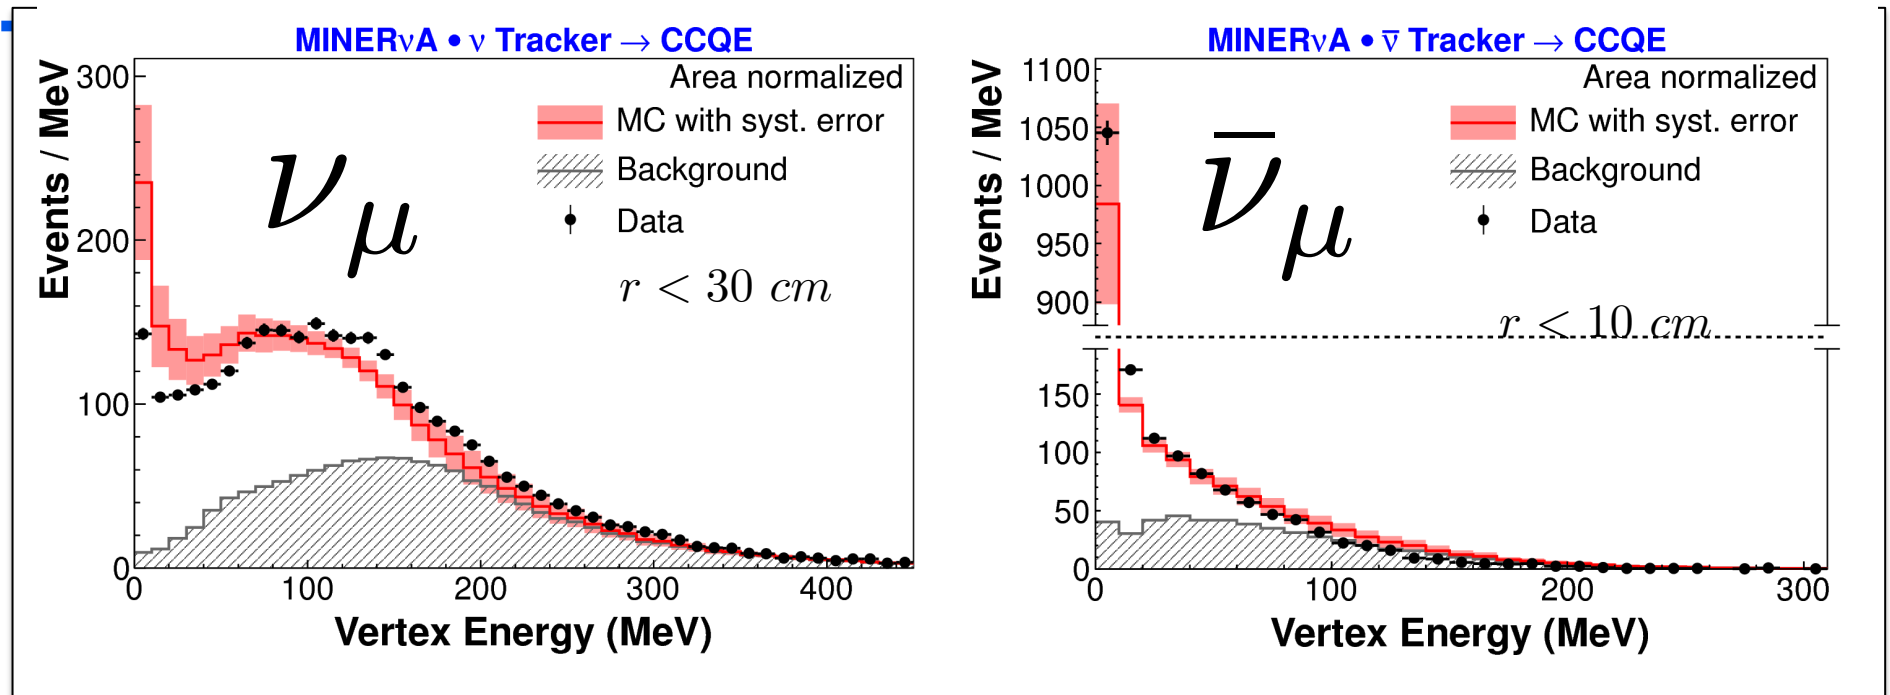 MINERνA • ν Tracker → CCQE
Events / MeV
300
200
100
0
Area normalized
MC with syst. error
Background
Data
ν_μ
r < 30 cm
0 100 200 300 400
Vertex Energy (MeV)
MINERνA • ν̅ Tracker → CCQE
Events / MeV
1100
1050
1000
950
900
150
100
50
0
Area normalized
MC with syst. error
Background
Data
ν̅_μ
r < 10 cm
0 100 200 300
Vertex Energy (MeV)